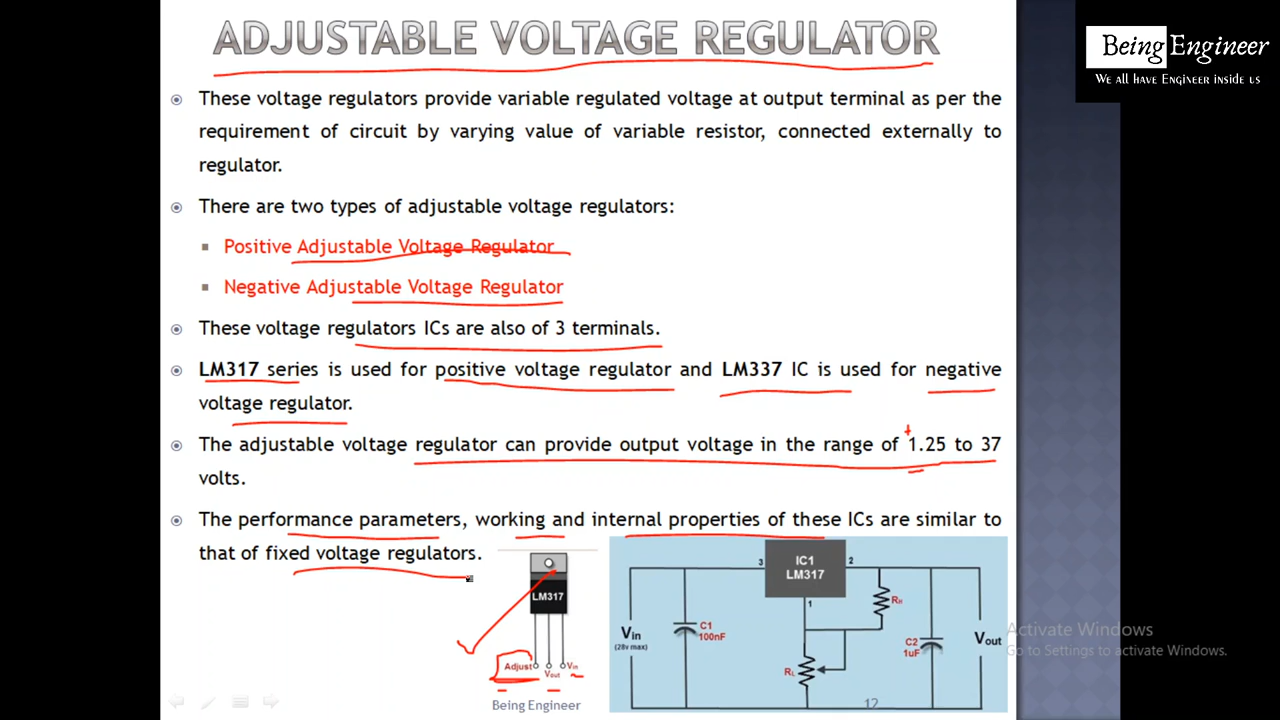 ADJUSTABLE VOLTAGE REGULATOR
Being Engineer
We all have Engineer inside us
These voltage regulators provide variable regulated voltage at output terminal as per the
requirement of circuit by varying value of variable resistor, connected externally to
regulator.
There are two types of adjustable voltage regulators:
Positive Adjustable Voltage Regulator
Negative Adjustable Voltage Regulator
These voltage regulators ICs are also of 3 terminals.
LM317 series is used for positive voltage regulator and LM337 IC is used for negative
voltage regulator.
The adjustable voltage regulator can provide output voltage in the range of 1.25 to 37
volts.
The performance parameters, working and internal properties of these ICs are similar to
that of fixed voltage regulators.
LM317
Adjust
Vout
Vin
Being Engineer
IC1
LM317
3
2
1
C1
100nF
RH
Vin
(28v max)
C2
1uF
Vout
RL
12
Activate Windows
Go to Settings to activate Windows.